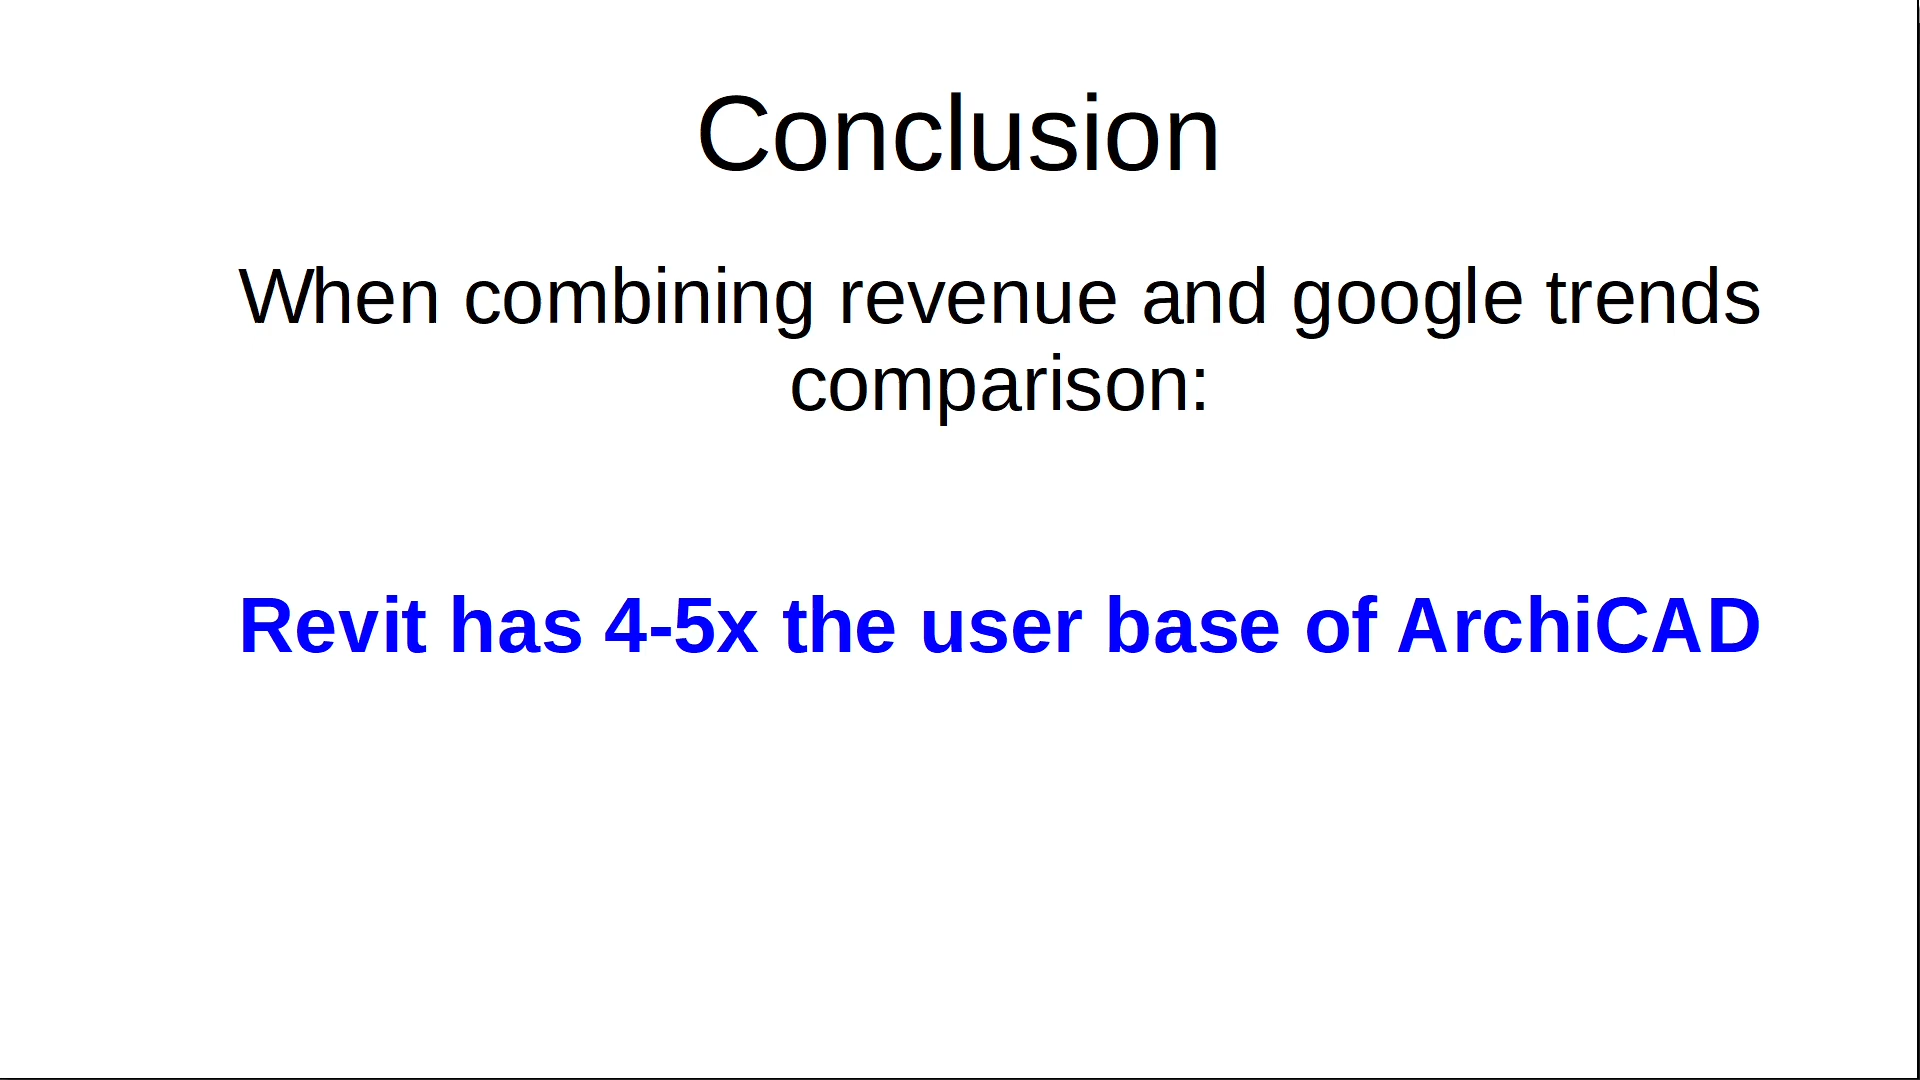 Conclusion
When combining revenue and google trends
comparison:
Revit has 4-5x the user base of ArchiCAD